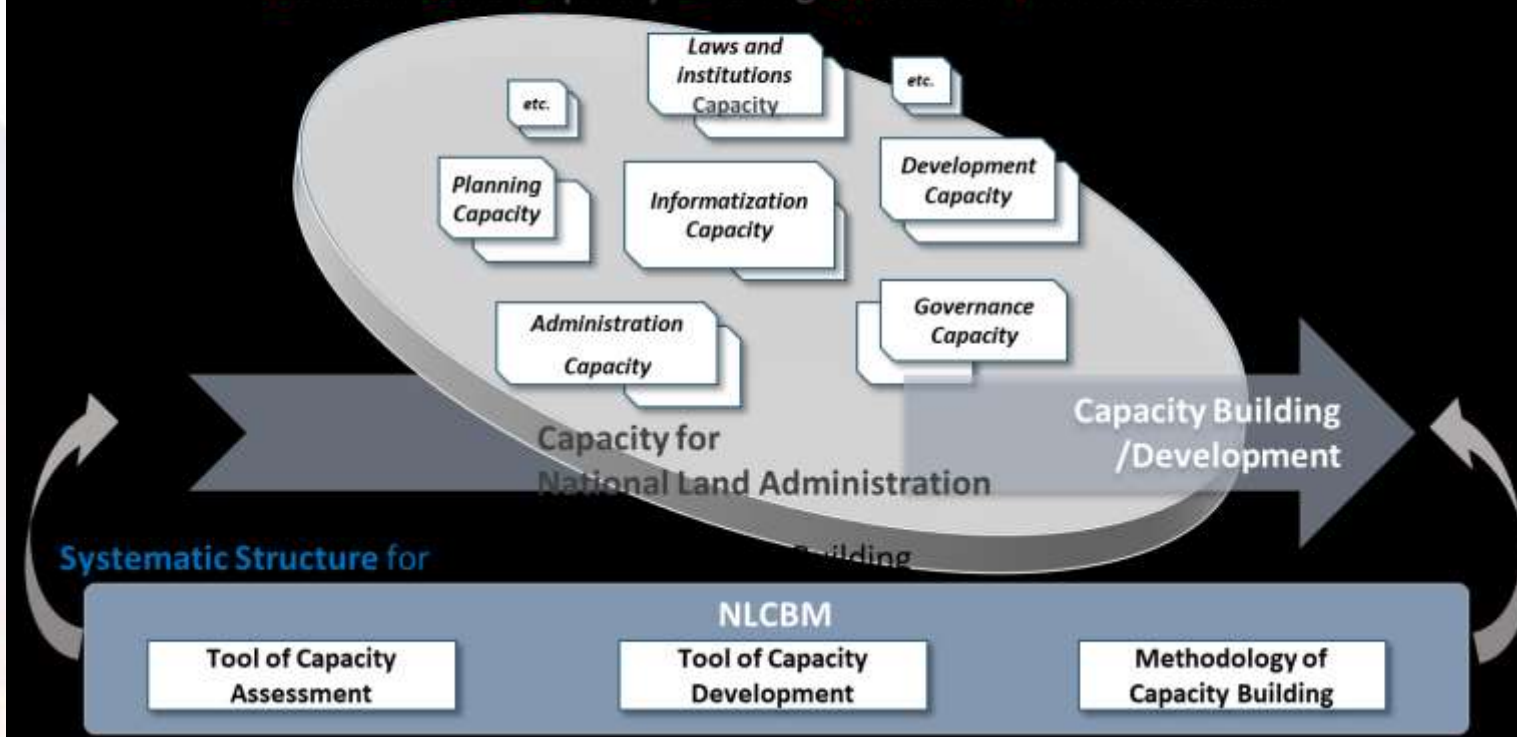 Laws and
institutions
Capacity
etc.
etc.
Planning
Capacity
Informatization
Capacity
Development
Capacity
Administration
Capacity
Governance
Capacity
Capacity for
National Land Administration
Capacity Building
/Development
Systematic Structure for Building
NLCBM
Tool of Capacity
Assessment
Tool of Capacity
Development
Methodology of
Capacity Building